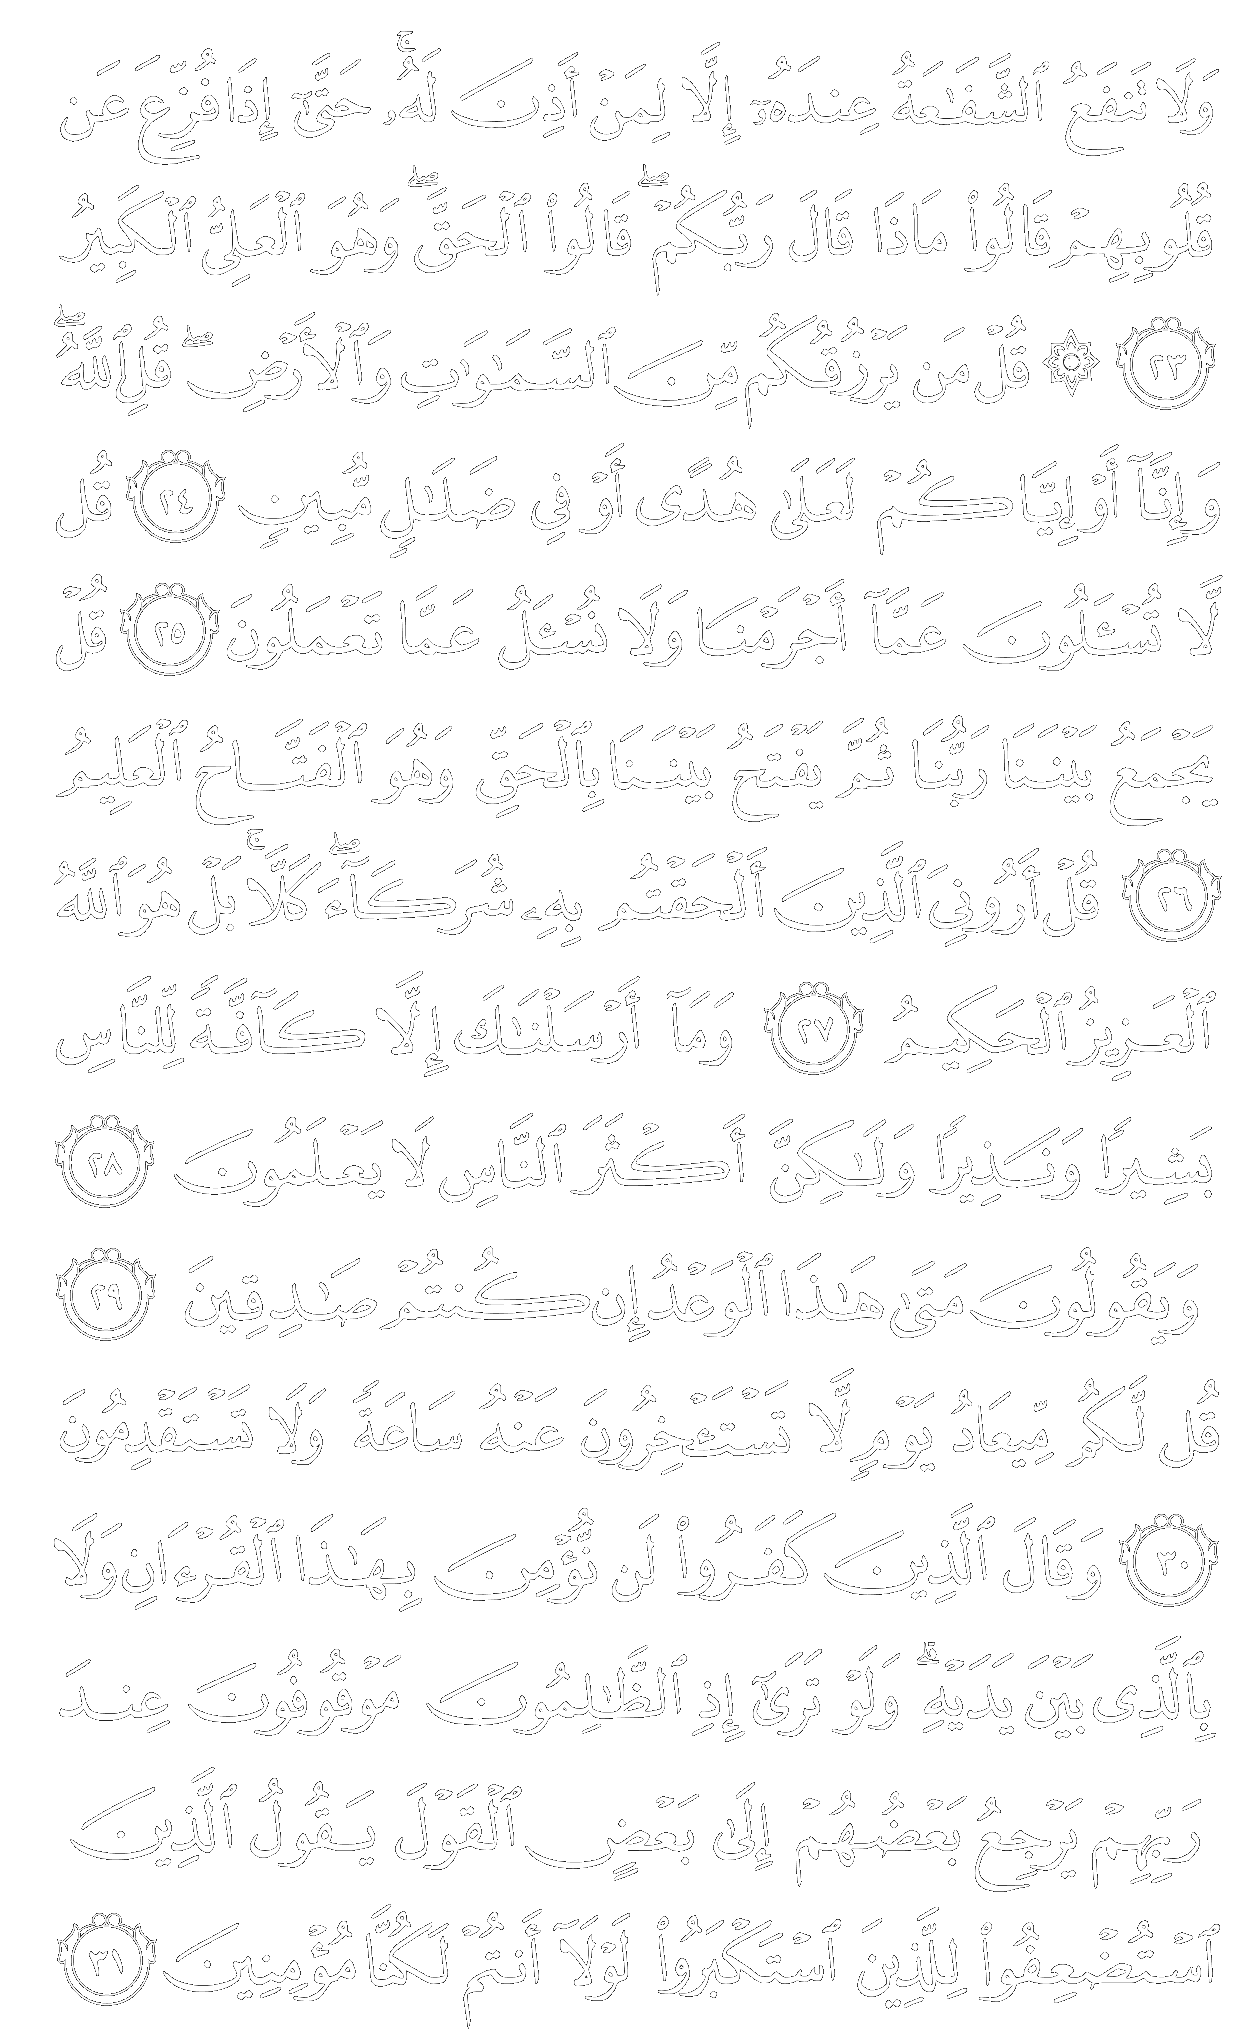 وَلَا تَنفَعُ ٱلشَّفَـٰعَةُ عِندَهُۥٓ إِلَّا لِمَنْ أَذِنَ لَهُۥ ۚ حَتَّىٰٓ إِذَا فُزِّعَ عَن
قُلُوبِهِمْ قَالُوا۟ مَاذَا قَالَ رَبُّكُمْ ۖ قَالُوا۟ ٱلْحَقَّ ۖ وَهُوَ ٱلْعَلِىُّ ٱلْكَبِيرُ
٢٣ ۞ قُلْ مَن يَرْزُقُكُم مِّنَ ٱلسَّمَـٰوَٰتِ وَٱلْأَرْضِ ۖ قُلِ ٱللَّهُ ۖ
وَإِنَّآ أَوْ إِيَّاكُمْ لَعَلَىٰ هُدًى أَوْ فِى ضَلَـٰلٍ مُّبِينٍ ٢٤ قُل
لَّا تُسْـَٔلُونَ عَمَّآ أَجْرَمْنَا وَلَا نُسْـَٔلُ عَمَّا تَعْمَلُونَ ٢٥ قُلْ
يَجْمَعُ بَيْنَنَا رَبُّنَا ثُمَّ يَفْتَحُ بَيْنَنَا بِٱلْحَقِّ وَهُوَ ٱلْفَتَّاحُ ٱلْعَلِيمُ
٢٦ قُلْ أَرُونِىَ ٱلَّذِينَ أَلْحَقْتُم بِهِۦ شُرَكَآءَ ۖ كَلَّا ۚ بَلْ هُوَ ٱللَّهُ
ٱلْعَزِيزُ ٱلْحَكِيمُ ٢٧ وَمَآ أَرْسَلْنَـٰكَ إِلَّا كَآفَّةً لِّلنَّاسِ
بَشِيرًا وَنَذِيرًا وَلَـٰكِنَّ أَكْثَرَ ٱلنَّاسِ لَا يَعْلَمُونَ ٢٨
وَيَقُولُونَ مَتَىٰ هَـٰذَا ٱلْوَعْدُ إِن كُنتُمْ صَـٰدِقِينَ ٢٩
قُل لَّكُم مِّيعَادُ يَوْمٍ لَّا تَسْتَـْٔخِرُونَ عَنْهُ سَاعَةً وَلَا تَسْتَقْدِمُونَ
٣٠ وَقَالَ ٱلَّذِينَ كَفَرُوا۟ لَن نُّؤْمِنَ بِهَـٰذَا ٱلْقُرْءَانِ وَلَا
بِٱلَّذِى بَيْنَ يَدَيْهِ ۗ وَلَوْ تَرَىٰٓ إِذِ ٱلظَّـٰلِمُونَ مَوْقُوفُونَ عِندَ
رَبِّهِمْ يَرْجِعُ بَعْضُهُمْ إِلَىٰ بَعْضٍ ٱلْقَوْلَ يَقُولُ ٱلَّذِينَ
ٱسْتُضْعِفُوا۟ لِلَّذِينَ ٱسْتَكْبَرُوا۟ لَوْلَآ أَنتُمْ لَكُنَّا مُؤْمِنِينَ ٣١